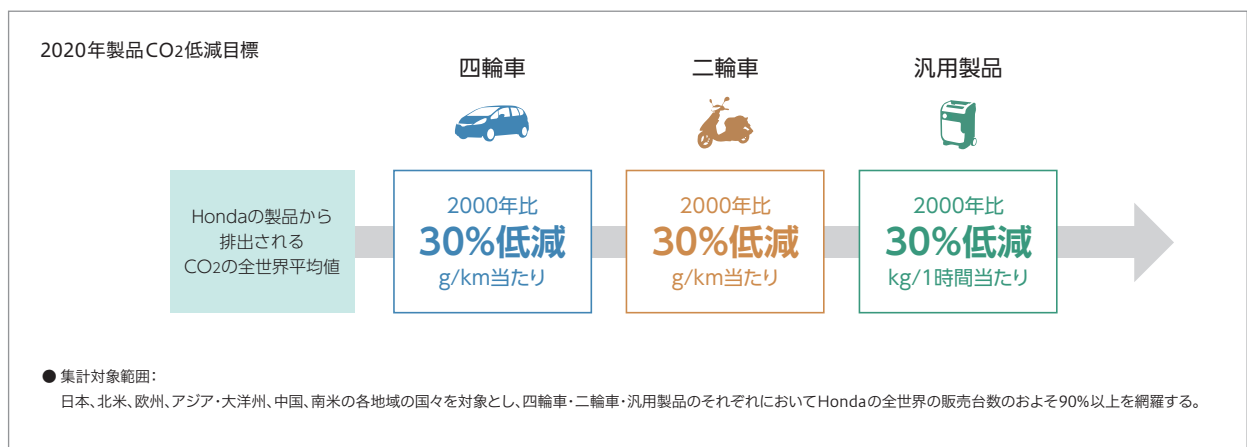 2020年製品CO2低減目標
四輪車
二輪車
汎用製品
Hondaの製品から
排出される
CO2の全世界平均値
2000年比
30%低減
g/km当たり
2000年比
30%低減
g/km当たり
2000年比
30%低減
kg/1時間当たり
●集計対象範囲：
日本、北米、欧州、アジア・大洋州、中国、南米の各地域の国々を対象とし、四輪車・二輪車・汎用製品のそれぞれにおいてHondaの全世界の販売台数のおよそ90%以上を網羅する。